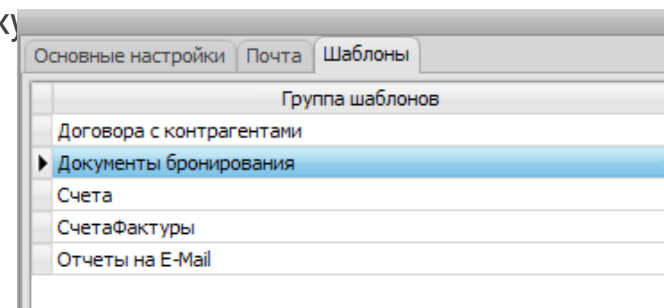 Основные настройки Почта Шаблоны
Группа шаблонов
Договора с контрагентами
Документы бронирования
Счета
СчетаФактуры
Отчеты на E-Mail